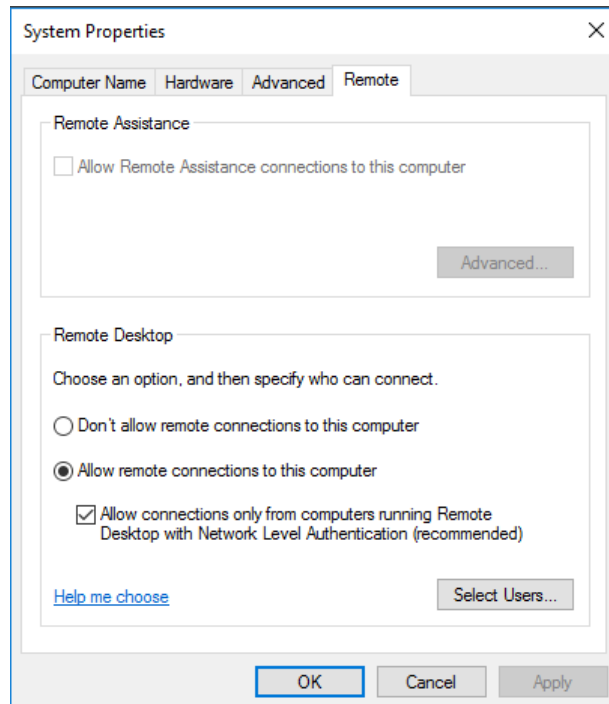 System Properties
Computer Name Hardware Advanced Remote
Remote Assistance
Allow Remote Assistance connections to this computer
Advanced...
Remote Desktop
Choose an option, and then specify who can connect.
Don't allow remote connections to this computer
Allow remote connections to this computer
Allow connections only from computers running Remote
Desktop with Network Level Authentication (recommended)
Help me choose Select Users...
OK Cancel Apply